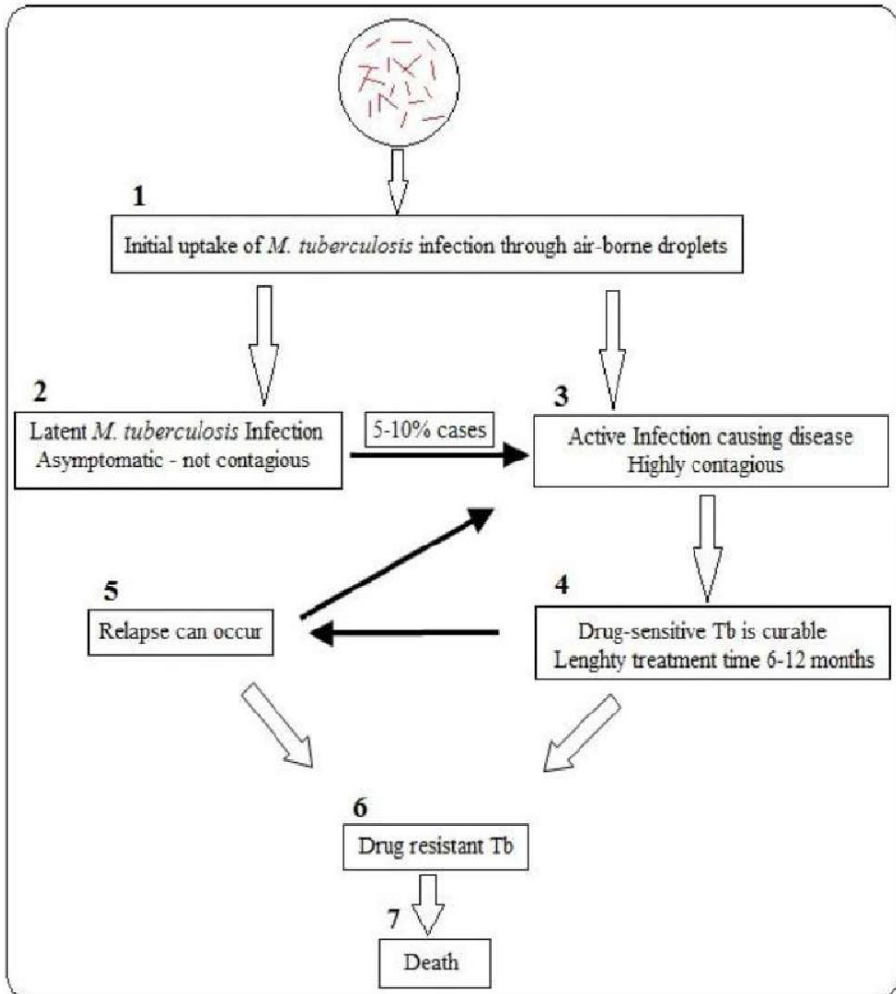 1
Initial uptake of M. tuberculosis infection through air-borne droplets
2
Latent M. tuberculosis Infection
Asymptomatic - not contagious
5-10% cases
3
Active Infection causing disease
Highly contagious
5
Relapse can occur
4
Drug-sensitive Tb is curable
Lenghty treatment time 6-12 months
6
Drug resistant Tb
7
Death